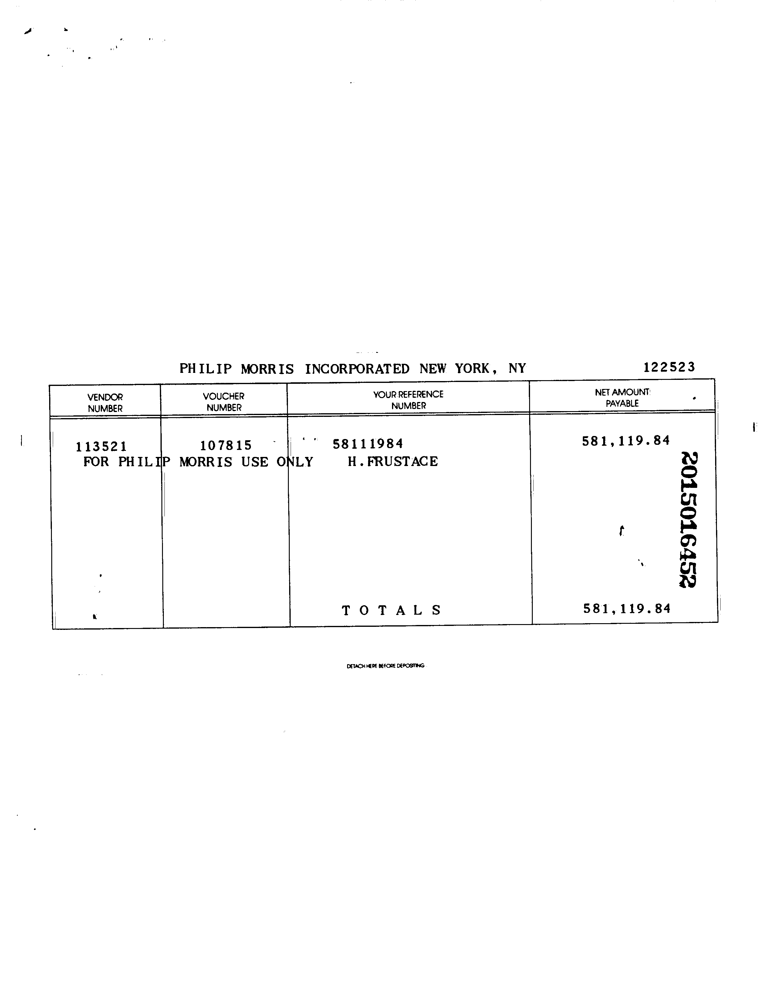 PHILIP MORRIS INCORPORATED NEW YORK, NY 122523
VENDOR NUMBER VOUCHER NUMBER YOUR REFERENCE NUMBER NET AMOUNT PAYABLE
113521 107815 58111984 581,119.84
FOR PHILIP MORRIS USE ONLY H.FRUSTACE
2015016452
T O T A L S 581,119.84
DETACH HERE BEFORE DEPOSITING